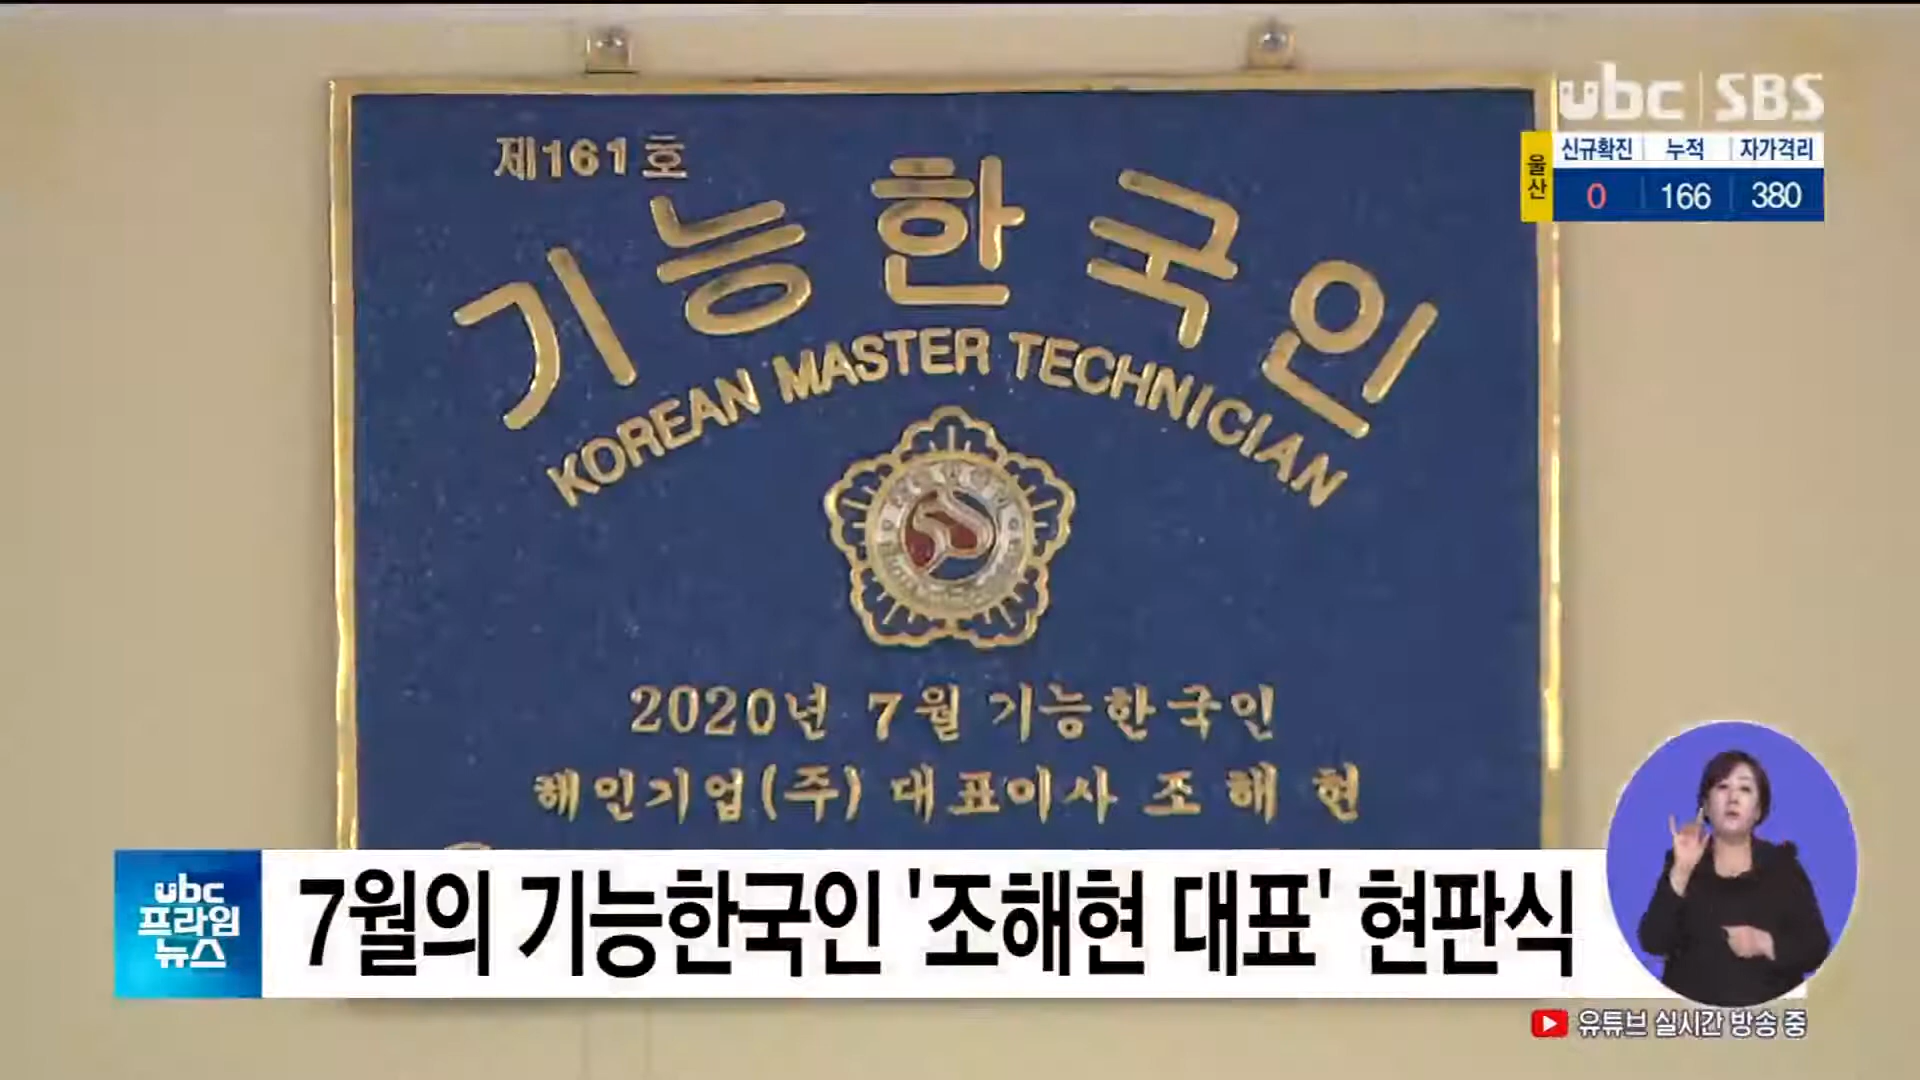 제161호
기능한국인
KOREAN MASTER TECHNICIAN
2020년 7월 기능한국인
해인기업(주) 대표이사 조해현
ubc SBS
울산
신규확진 누적 자가격리
0 166 380
ubc
프라임
뉴스
7월의 기능한국인 '조해현 대표' 현판식
유튜브 실시간 방송 중